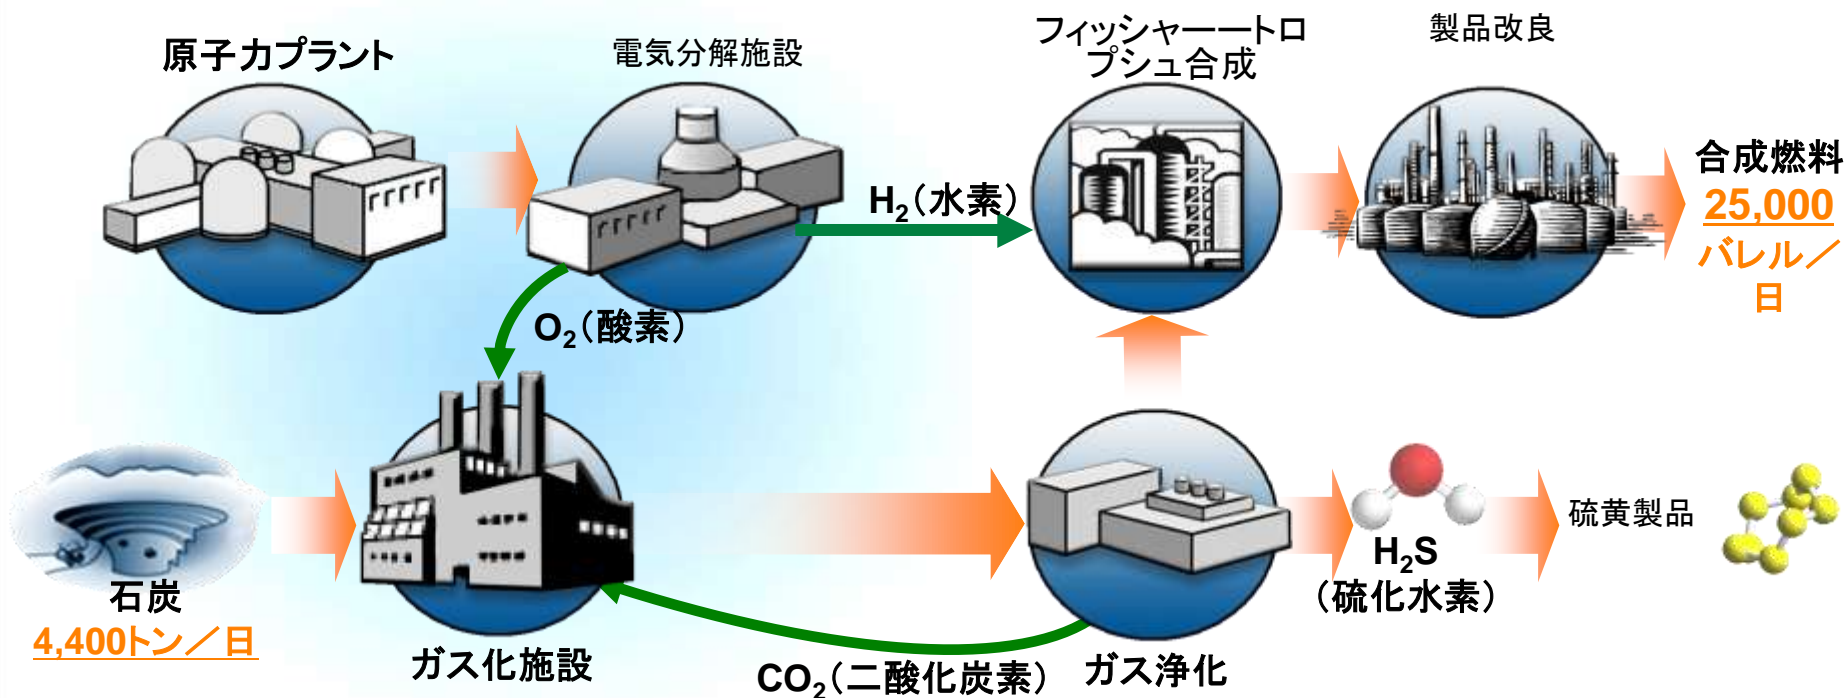 原子力プラント
電気分解施設
フィッシャーートロ
プシュ合成
製品改良
合成燃料
25,000
バレル／
日
H₂（水素）
O₂（酸素）
石炭
4,400トン／日
ガス化施設
CO₂（二酸化炭素）
ガス浄化
H₂S
（硫化水素）
硫黄製品